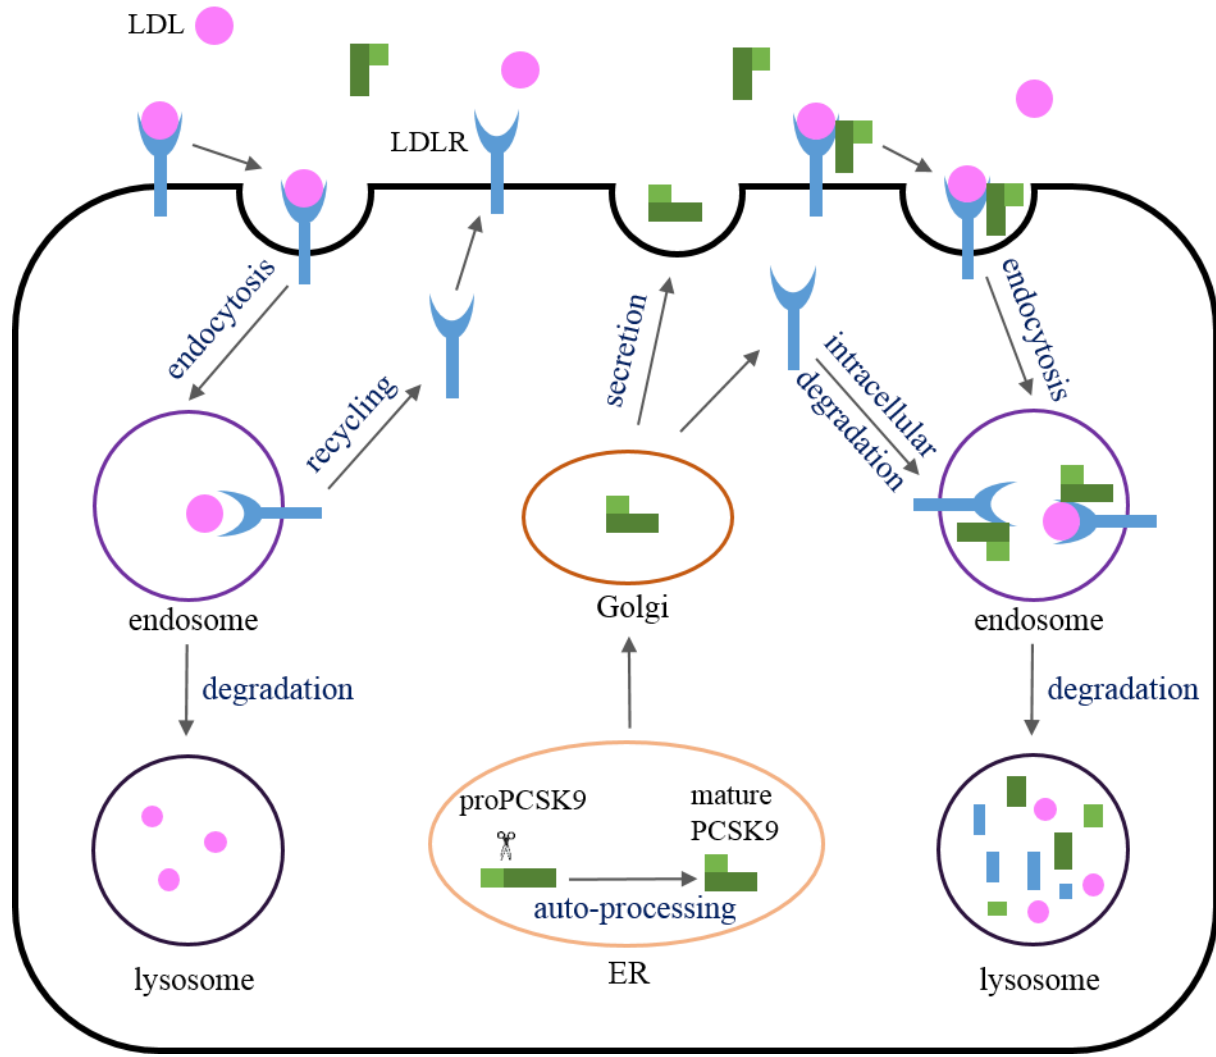 LDL
LDLR
endocytosis
recycling
secretion
intracellular
degradation
endocytosis
endosome
Golgi
endosome
degradation
degradation
proPCSK9
mature
PCSK9
auto-processing
lysosome
ER
lysosome